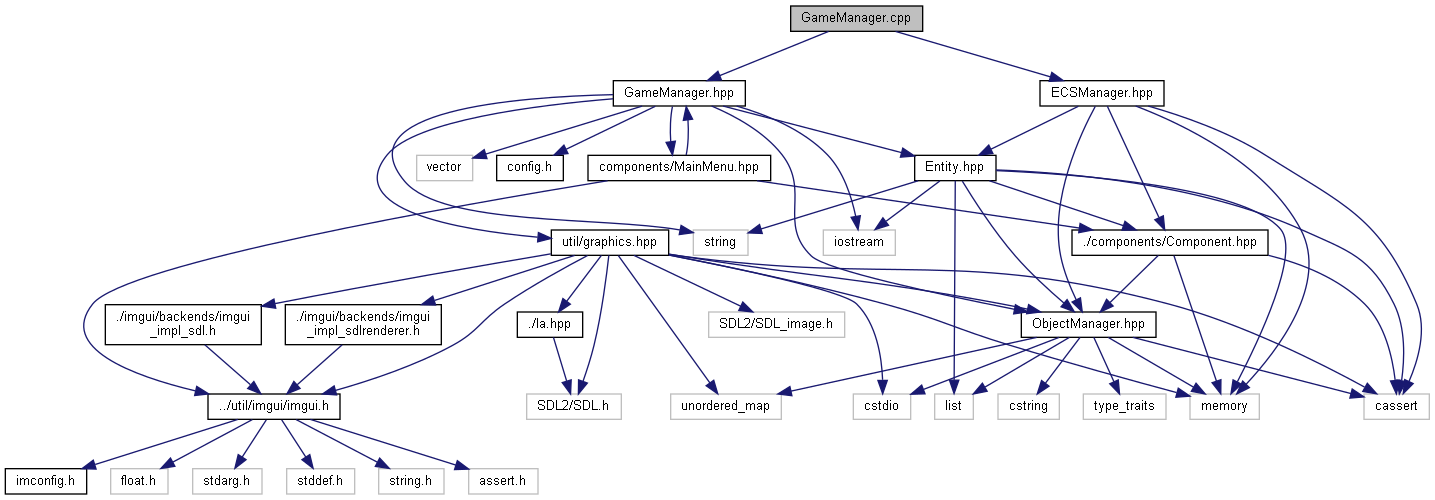 GameManager.cpp
GameManager.hpp
ECSManager.hpp
vector
config.h
components/MainMenu.hpp
Entity.hpp
util/graphics.hpp
string
iostream
./components/Component.hpp
./imgui/backends/imgui
_impl_sdl.h
./imgui/backends/imgui
_impl_sdlrenderer.h
./la.hpp
SDL2/SDL_image.h
ObjectManager.hpp
../util/imgui/imgui.h
SDL2/SDL.h
unordered_map
cstdio
list
cstring
type_traits
memory
cassert
imconfig.h
float.h
stdarg.h
stddef.h
string.h
assert.h